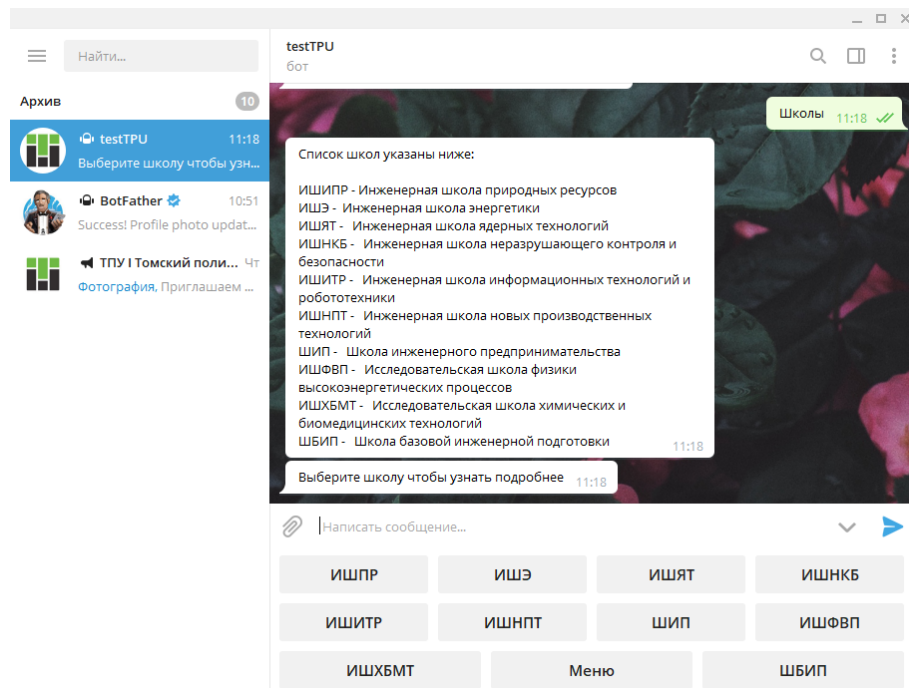 Найти...
Архив
10
testTPU
11:18
Выберите школу чтобы узн...
BotFather
10:51
Success! Profile photo updat...
ТПУ I Томский поли...
Чт
Фотография, Приглашаем ...
testTPU
бот
Школы
11:18
Список школ указаны ниже:
ИШИПР - Инженерная школа природных ресурсов
ИШЭ - Инженерная школа энергетики
ИШЯТ - Инженерная школа ядерных технологий
ИШНКБ - Инженерная школа неразрушающего контроля и
безопасности
ИШИТР - Инженерная школа информационных технологий и
робототехники
ИШНПТ - Инженерная школа новых производственных
технологий
ШИП - Школа инженерного предпринимательства
ИШФВП - Исследовательская школа физики
высокоэнергетических процессов
ИШХБМТ - Исследовательская школа химических и
биомедицинских технологий
ШБИП - Школа базовой инженерной подготовки
11:18
Выберите школу чтобы узнать подробнее
11:18
Написать сообщение...
ИШПР
ИШЭ
ИШЯТ
ИШНКБ
ИШИТР
ИШНПТ
ШИП
ИШФВП
ИШХБМТ
Меню
ШБИП